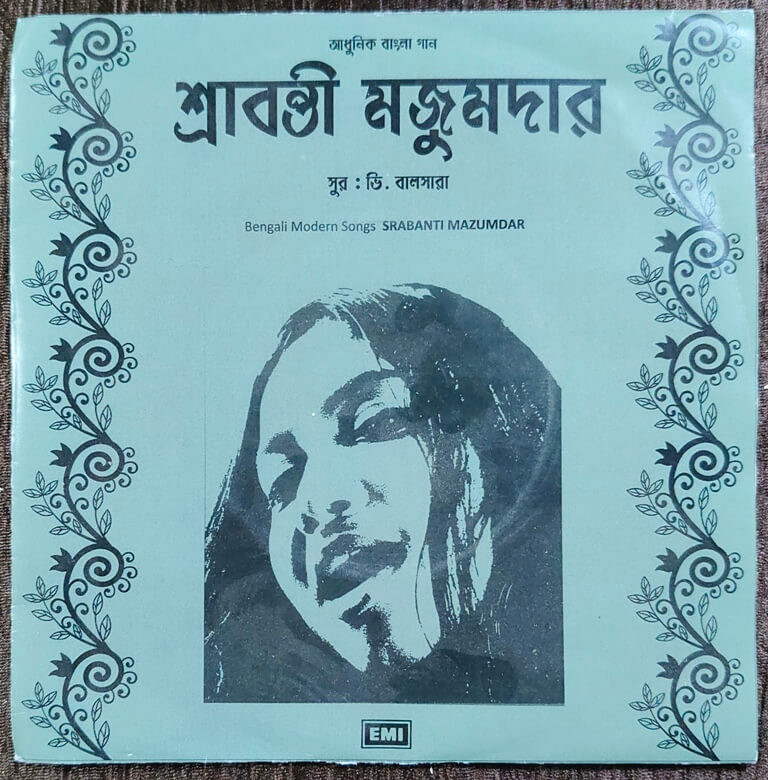 আধুনিক বাংলা গান
শ্রাবন্তী মজুমদার
সুর : ভি. বালসারা
Bengali Modern Songs SRABANTI MAZUMDAR
EMI